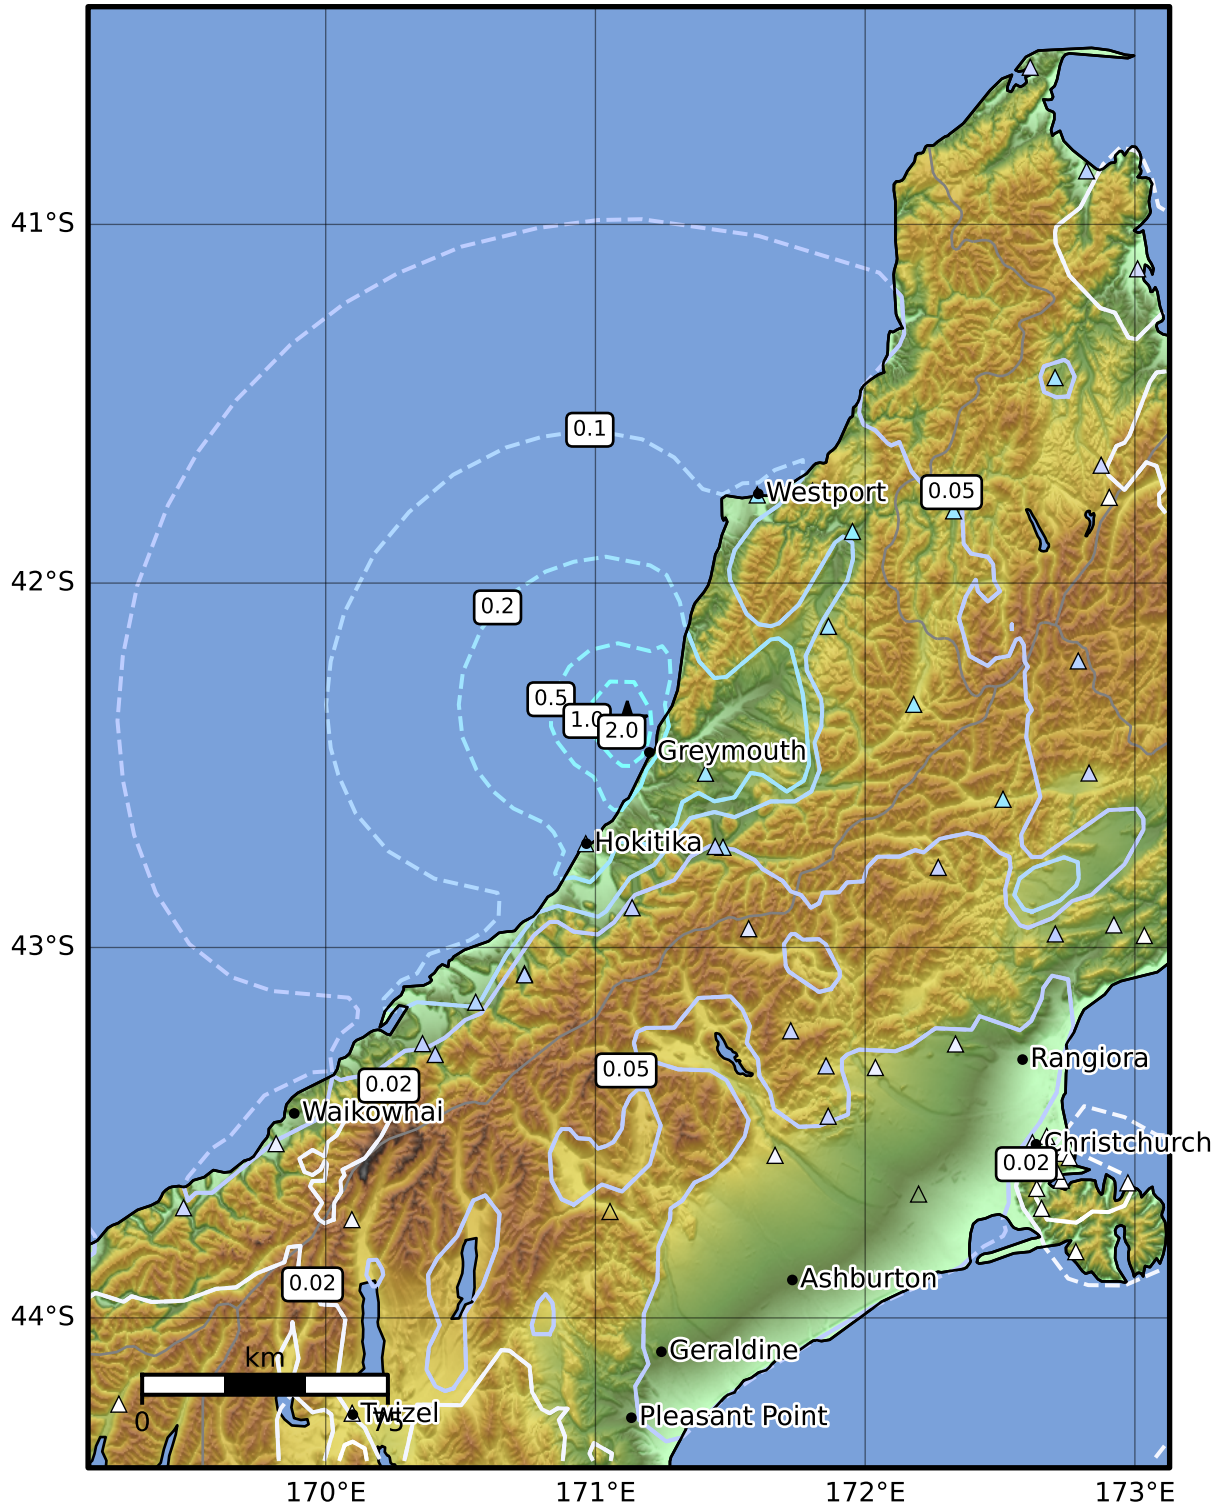 41°S
0.1
Westport
0.05
42°S
0.2
0.5
1.0
2.0
Greymouth
Hokitika
43°S
Rangiora
0.05
0.02
Waikowhai
Christchurch
0.02
Ashburton
0.02
44°S
Geraldine
km
Twizel
0
75
Pleasant Point
170°E
171°E
172°E
173°E